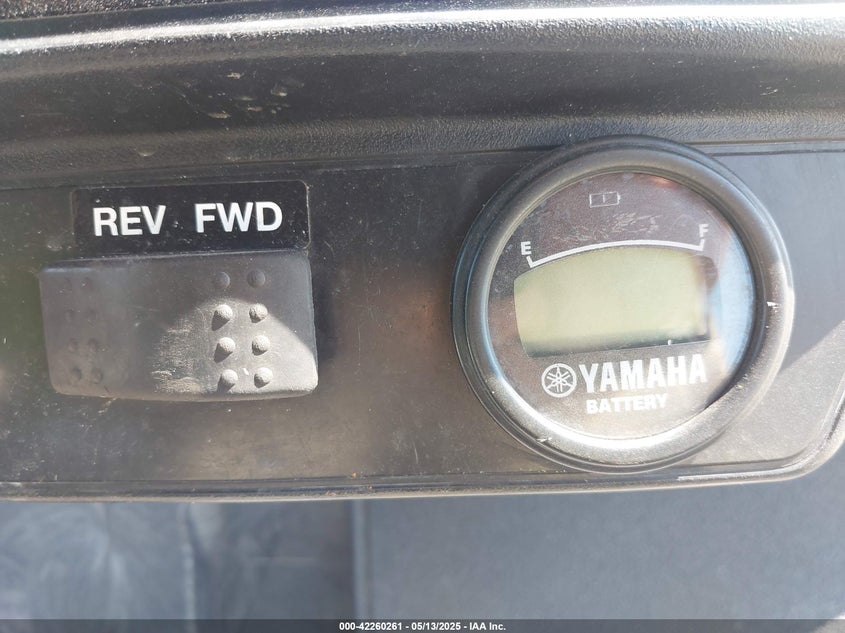 REV FWD
E F
YAMAHA
BATTERY
000-42260261 - 05/13/2025 - IAA Inc.